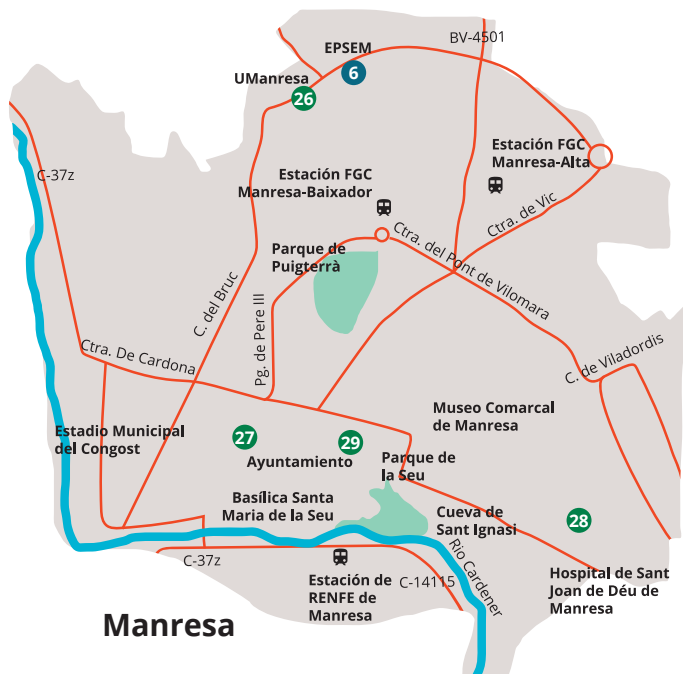 BV-4501
EPSEM
6
UManresa
26
Estación FGC
Manresa-Alta
Estación FGC
Manresa-Baixador
C-37z
Ctra. de Vic
Ctra. del Pont de Vilomara
Parque de
Puigterrà
C. del Bruc
Pg. de Pere III
Ctra. De Cardona
C. de Viladordis
Museo Comarcal
de Manresa
Estadio Municipal
del Congost
27
29
Ayuntamiento
Parque de
la Seu
Basílica Santa
Maria de la Seu
Cueva de
Sant Ignasi
28
C-37z
Estación de
RENFE de
Manresa
C-14115
Rio Cardener
Hospital de Sant
Joan de Déu de
Manresa
Manresa